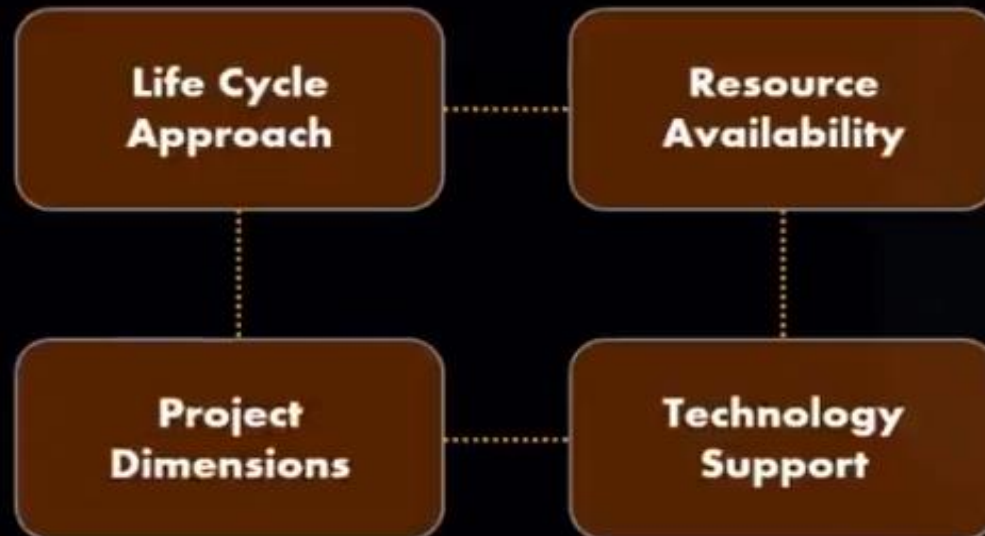 Life Cycle
Approach
Resource
Availability
Project
Dimensions
Technology
Support